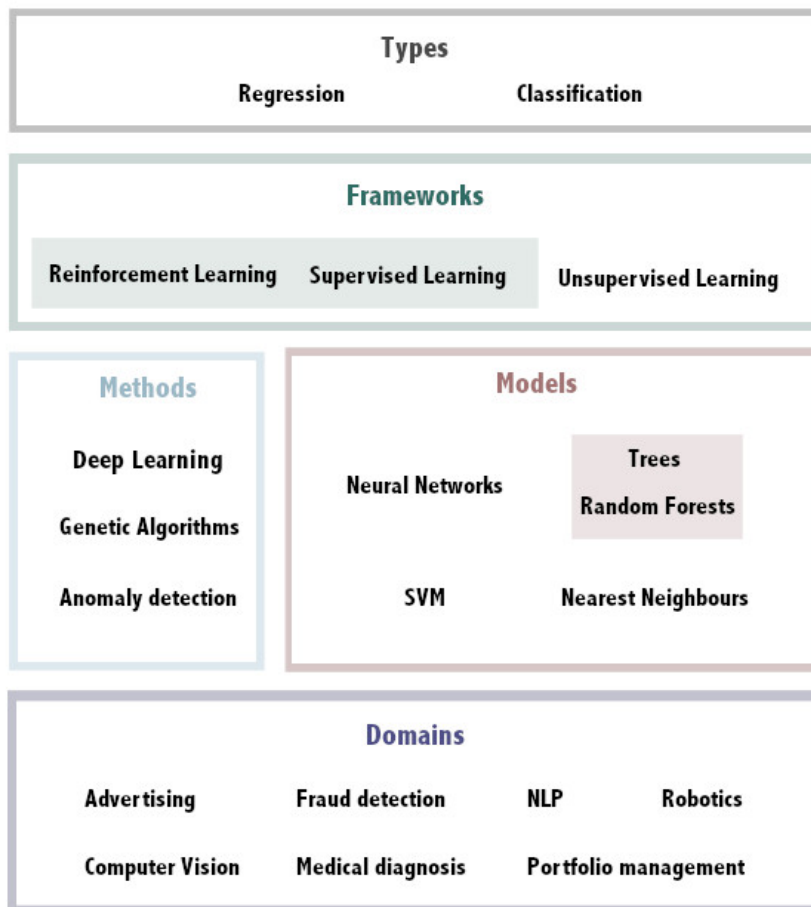 Types
Regression Classification
Frameworks
Reinforcement Learning Supervised Learning Unsupervised Learning
Methods
Deep Learning
Genetic Algorithms
Anomaly detection
Models
Neural Networks
Trees
Random Forests
SVM Nearest Neighbours
Domains
Advertising Fraud detection NLP Robotics
Computer Vision Medical diagnosis Portfolio management